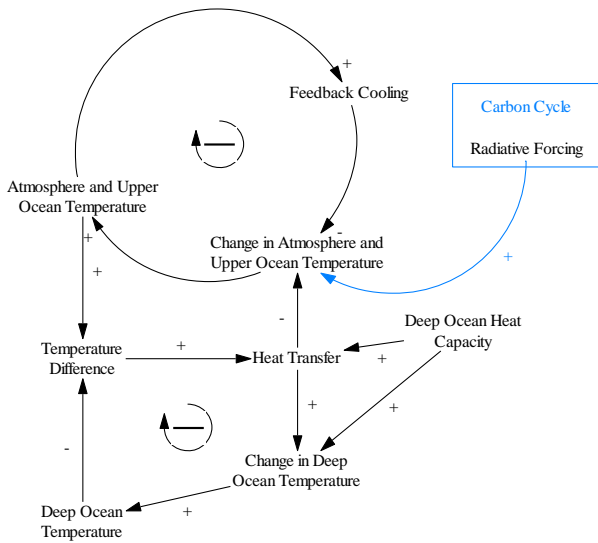 +
Feedback Cooling
Carbon Cycle
Radiative Forcing
Atmosphere and Upper
Ocean Temperature
-
+
Change in Atmosphere and
Upper Ocean Temperature
+
+
-
Deep Ocean Heat
Capacity
Temperature
Difference
+
Heat Transfer
+
+
+
-
Change in Deep
Ocean Temperature
+
Deep Ocean
Temperature